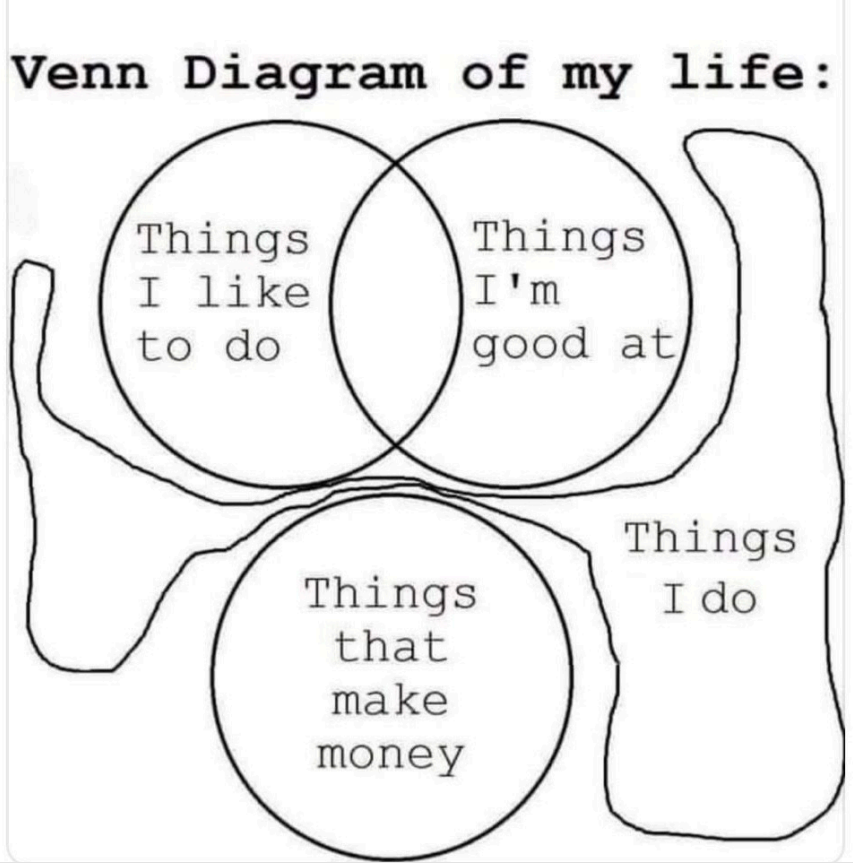 Venn Diagram of my life:
Things
I like
to do
Things
I'm
good at
Things
I do
Things
that
make
money